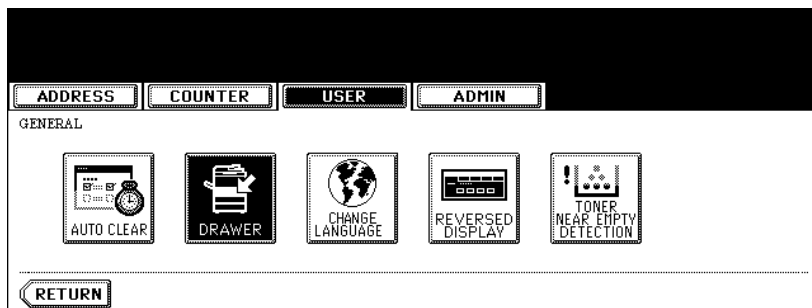 ADDRESS COUNTER USER ADMIN
GENERAL
AUTO CLEAR
DRAWER
CHANGE
LANGUAGE
REVERSED
DISPLAY
TONER
NEAR EMPTY
DETECTION
RETURN